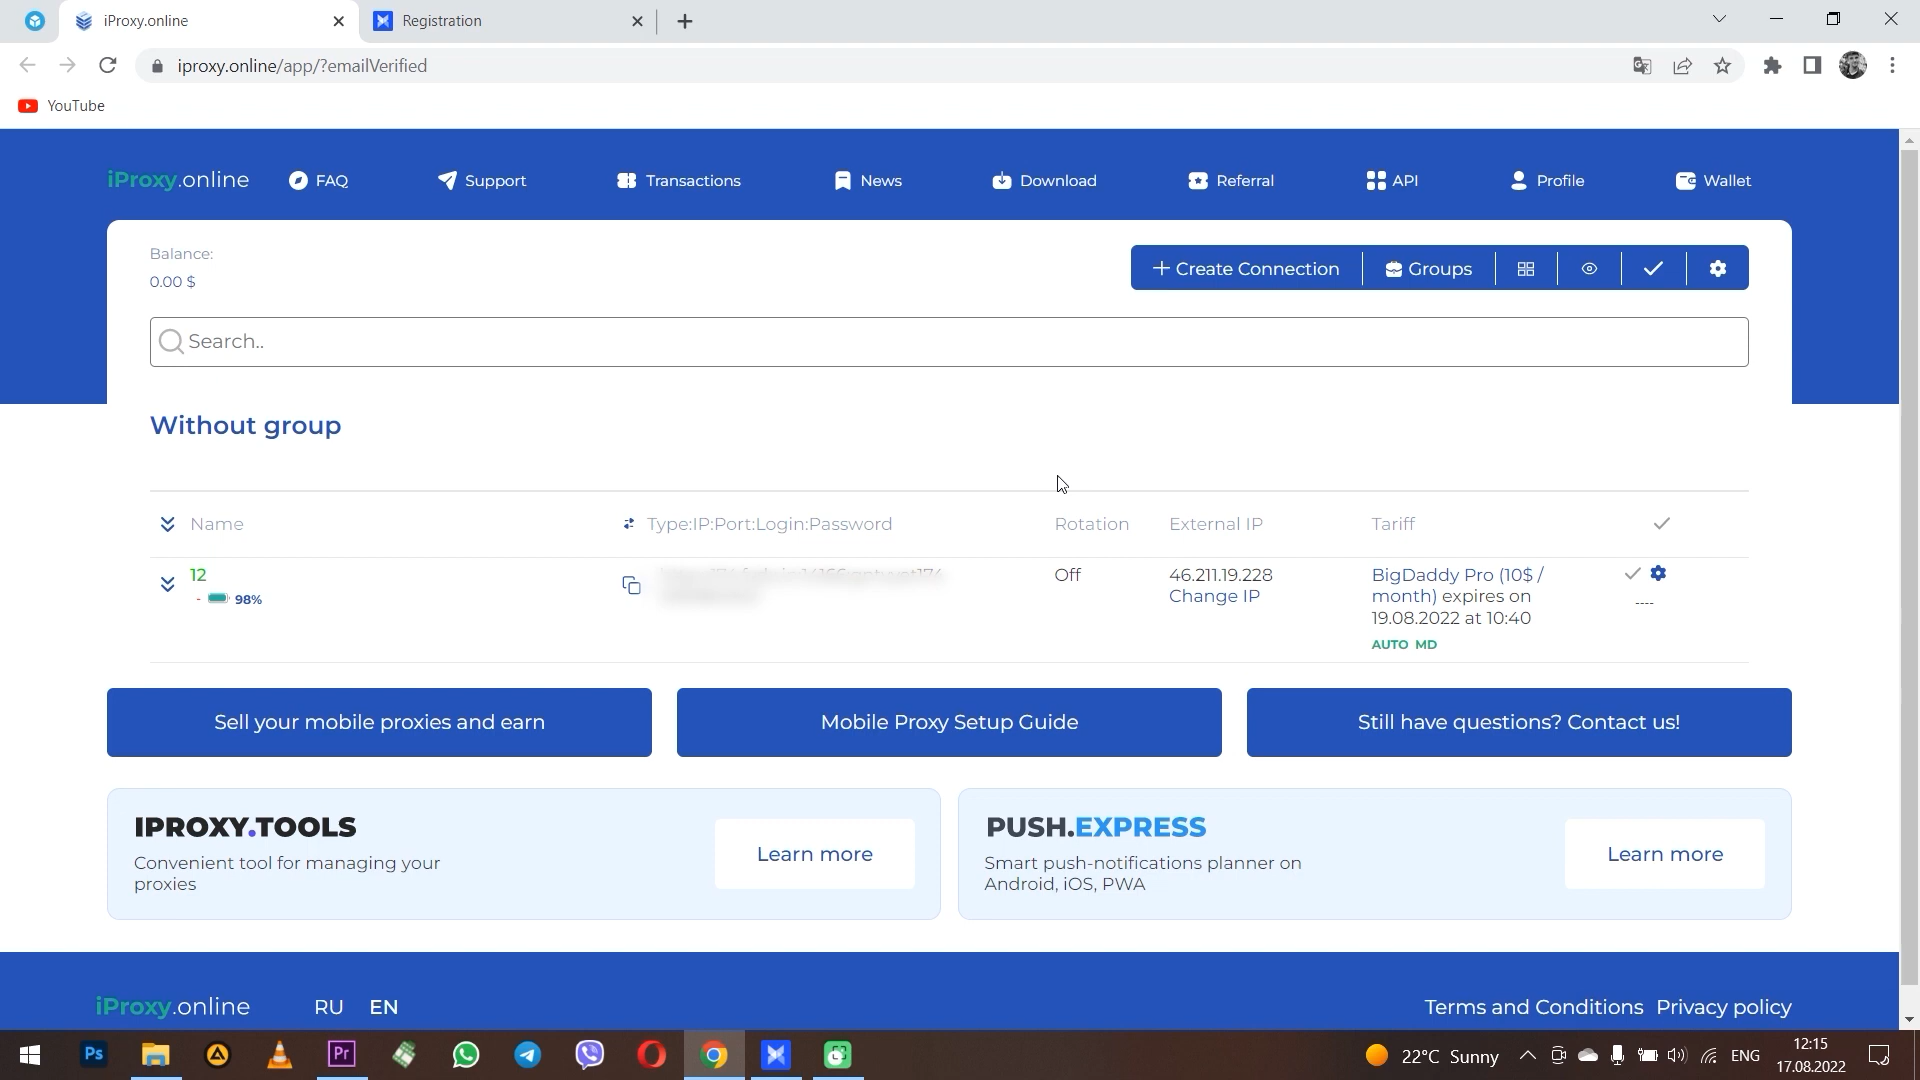 iProxy.online
Registration
iproxy.online/app/?emailVerified
YouTube
iProxy.online
FAQ
Support
Transactions
News
Download
Referral
API
Profile
Wallet
Balance:
0.00 $
Create Connection
Groups
Search..
Without group
Name
Type:IP:Port:Login:Password
Rotation
External IP
Tariff
12
- 98%
Off
46.211.19.228
Change IP
BigDaddy Pro (10$ /
month) expires on
19.08.2022 at 10:40
AUTO MD
----
Sell your mobile proxies and earn
Mobile Proxy Setup Guide
Still have questions? Contact us!
IPROXY.TOOLS
Convenient tool for managing your
proxies
Learn more
PUSH.EXPRESS
Smart push-notifications planner on
Android, iOS, PWA
Learn more
iProxy.online
RU EN
Terms and Conditions Privacy policy
Ps
Pr
22°C Sunny
ENG
12:15
17.08.2022